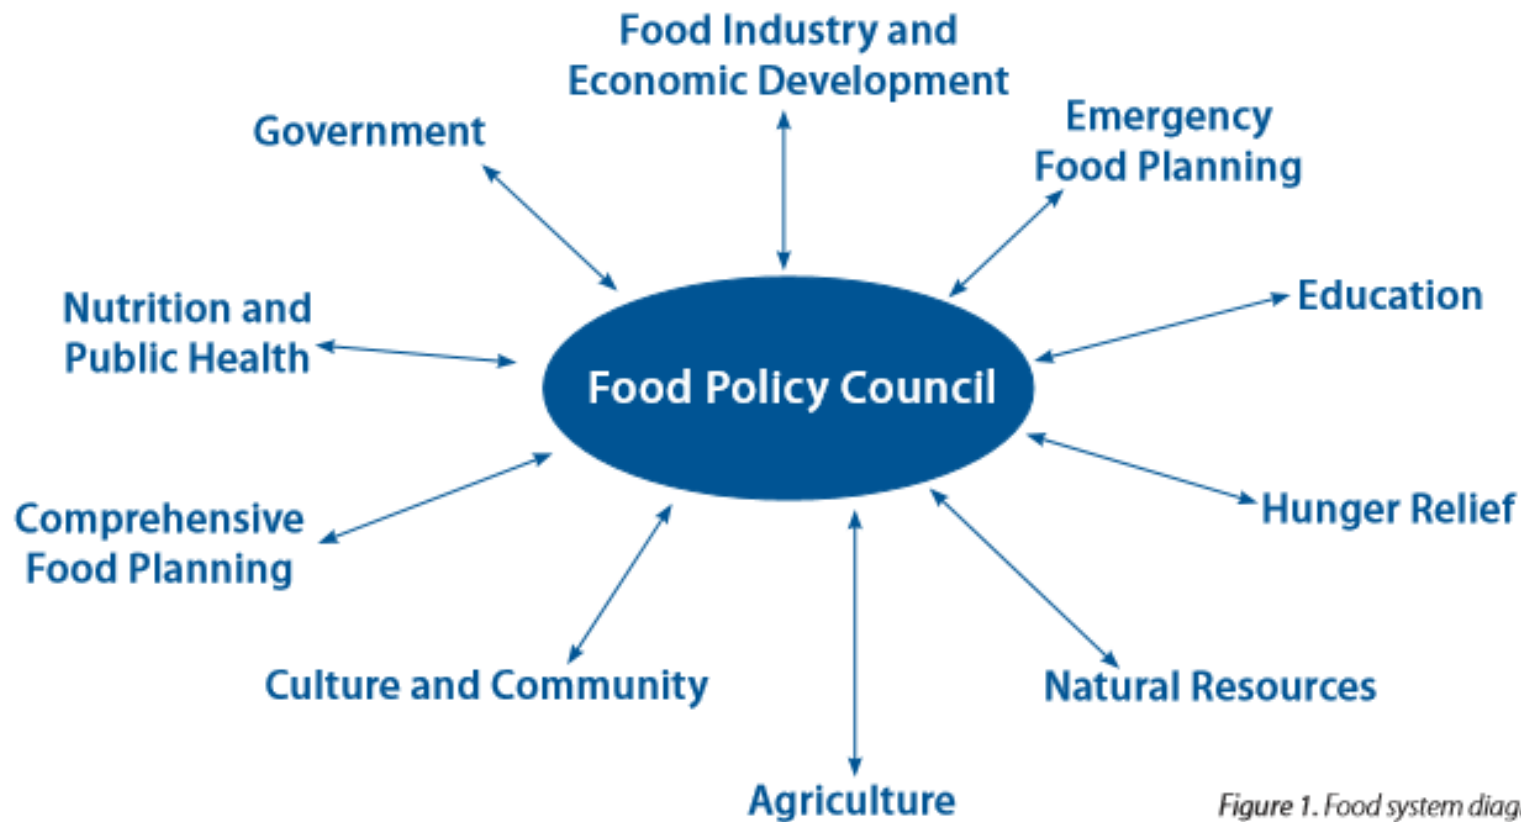 Food Industry and
Economic Development
Government
Emergency
Food Planning
Nutrition and
Public Health
Education
Food Policy Council
Comprehensive
Food Planning
Hunger Relief
Culture and Community
Natural Resources
Agriculture
Figure 1. Food system diag